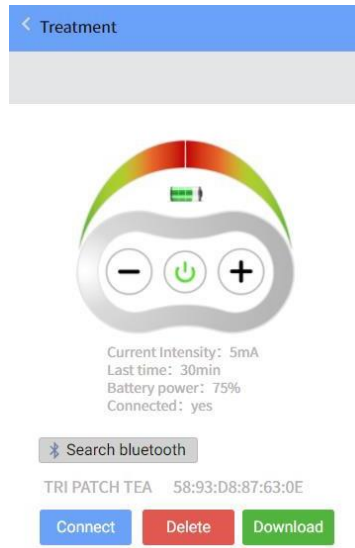 Treatment
Current Intensity: 5mA
Last time: 30min
Battery power: 75%
Connected: yes
Search bluetooth
TRI PATCH TEA 58:93:D8:87:63:0E
Connect Delete Download